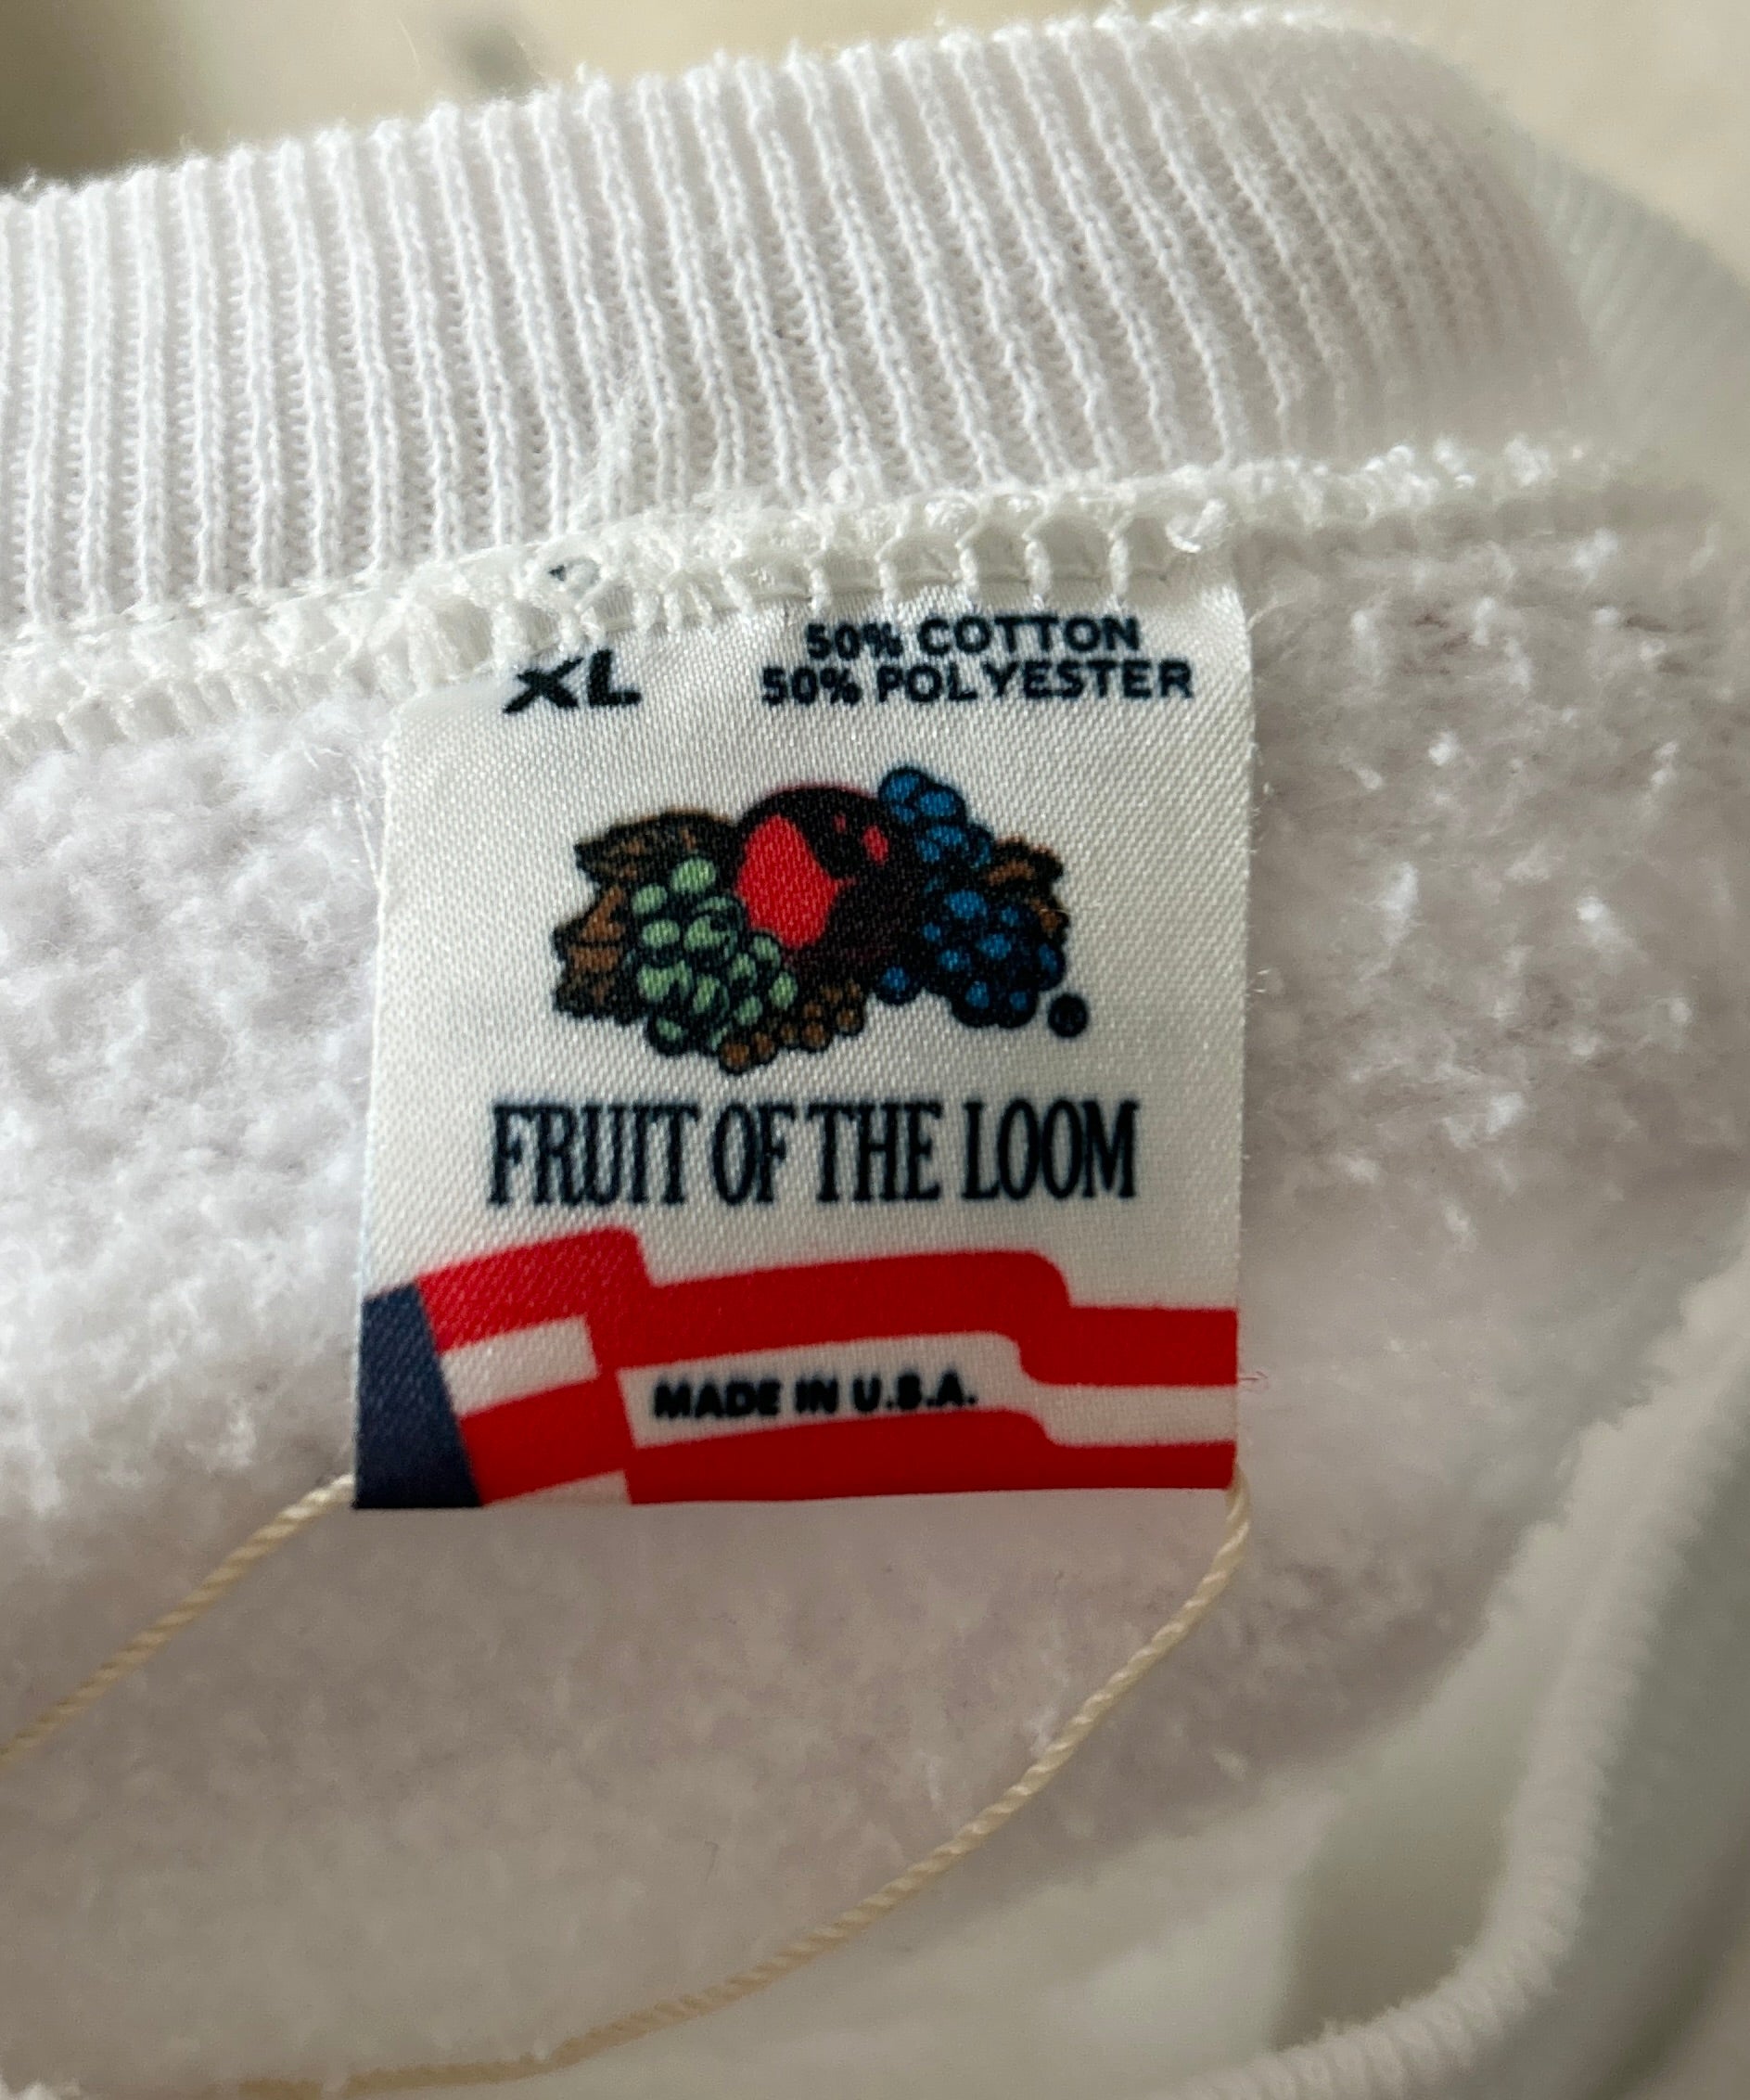 XL
50% COTTON
50% POLYESTER
®
FRUIT OF THE LOOM
MADE IN U.S.A.